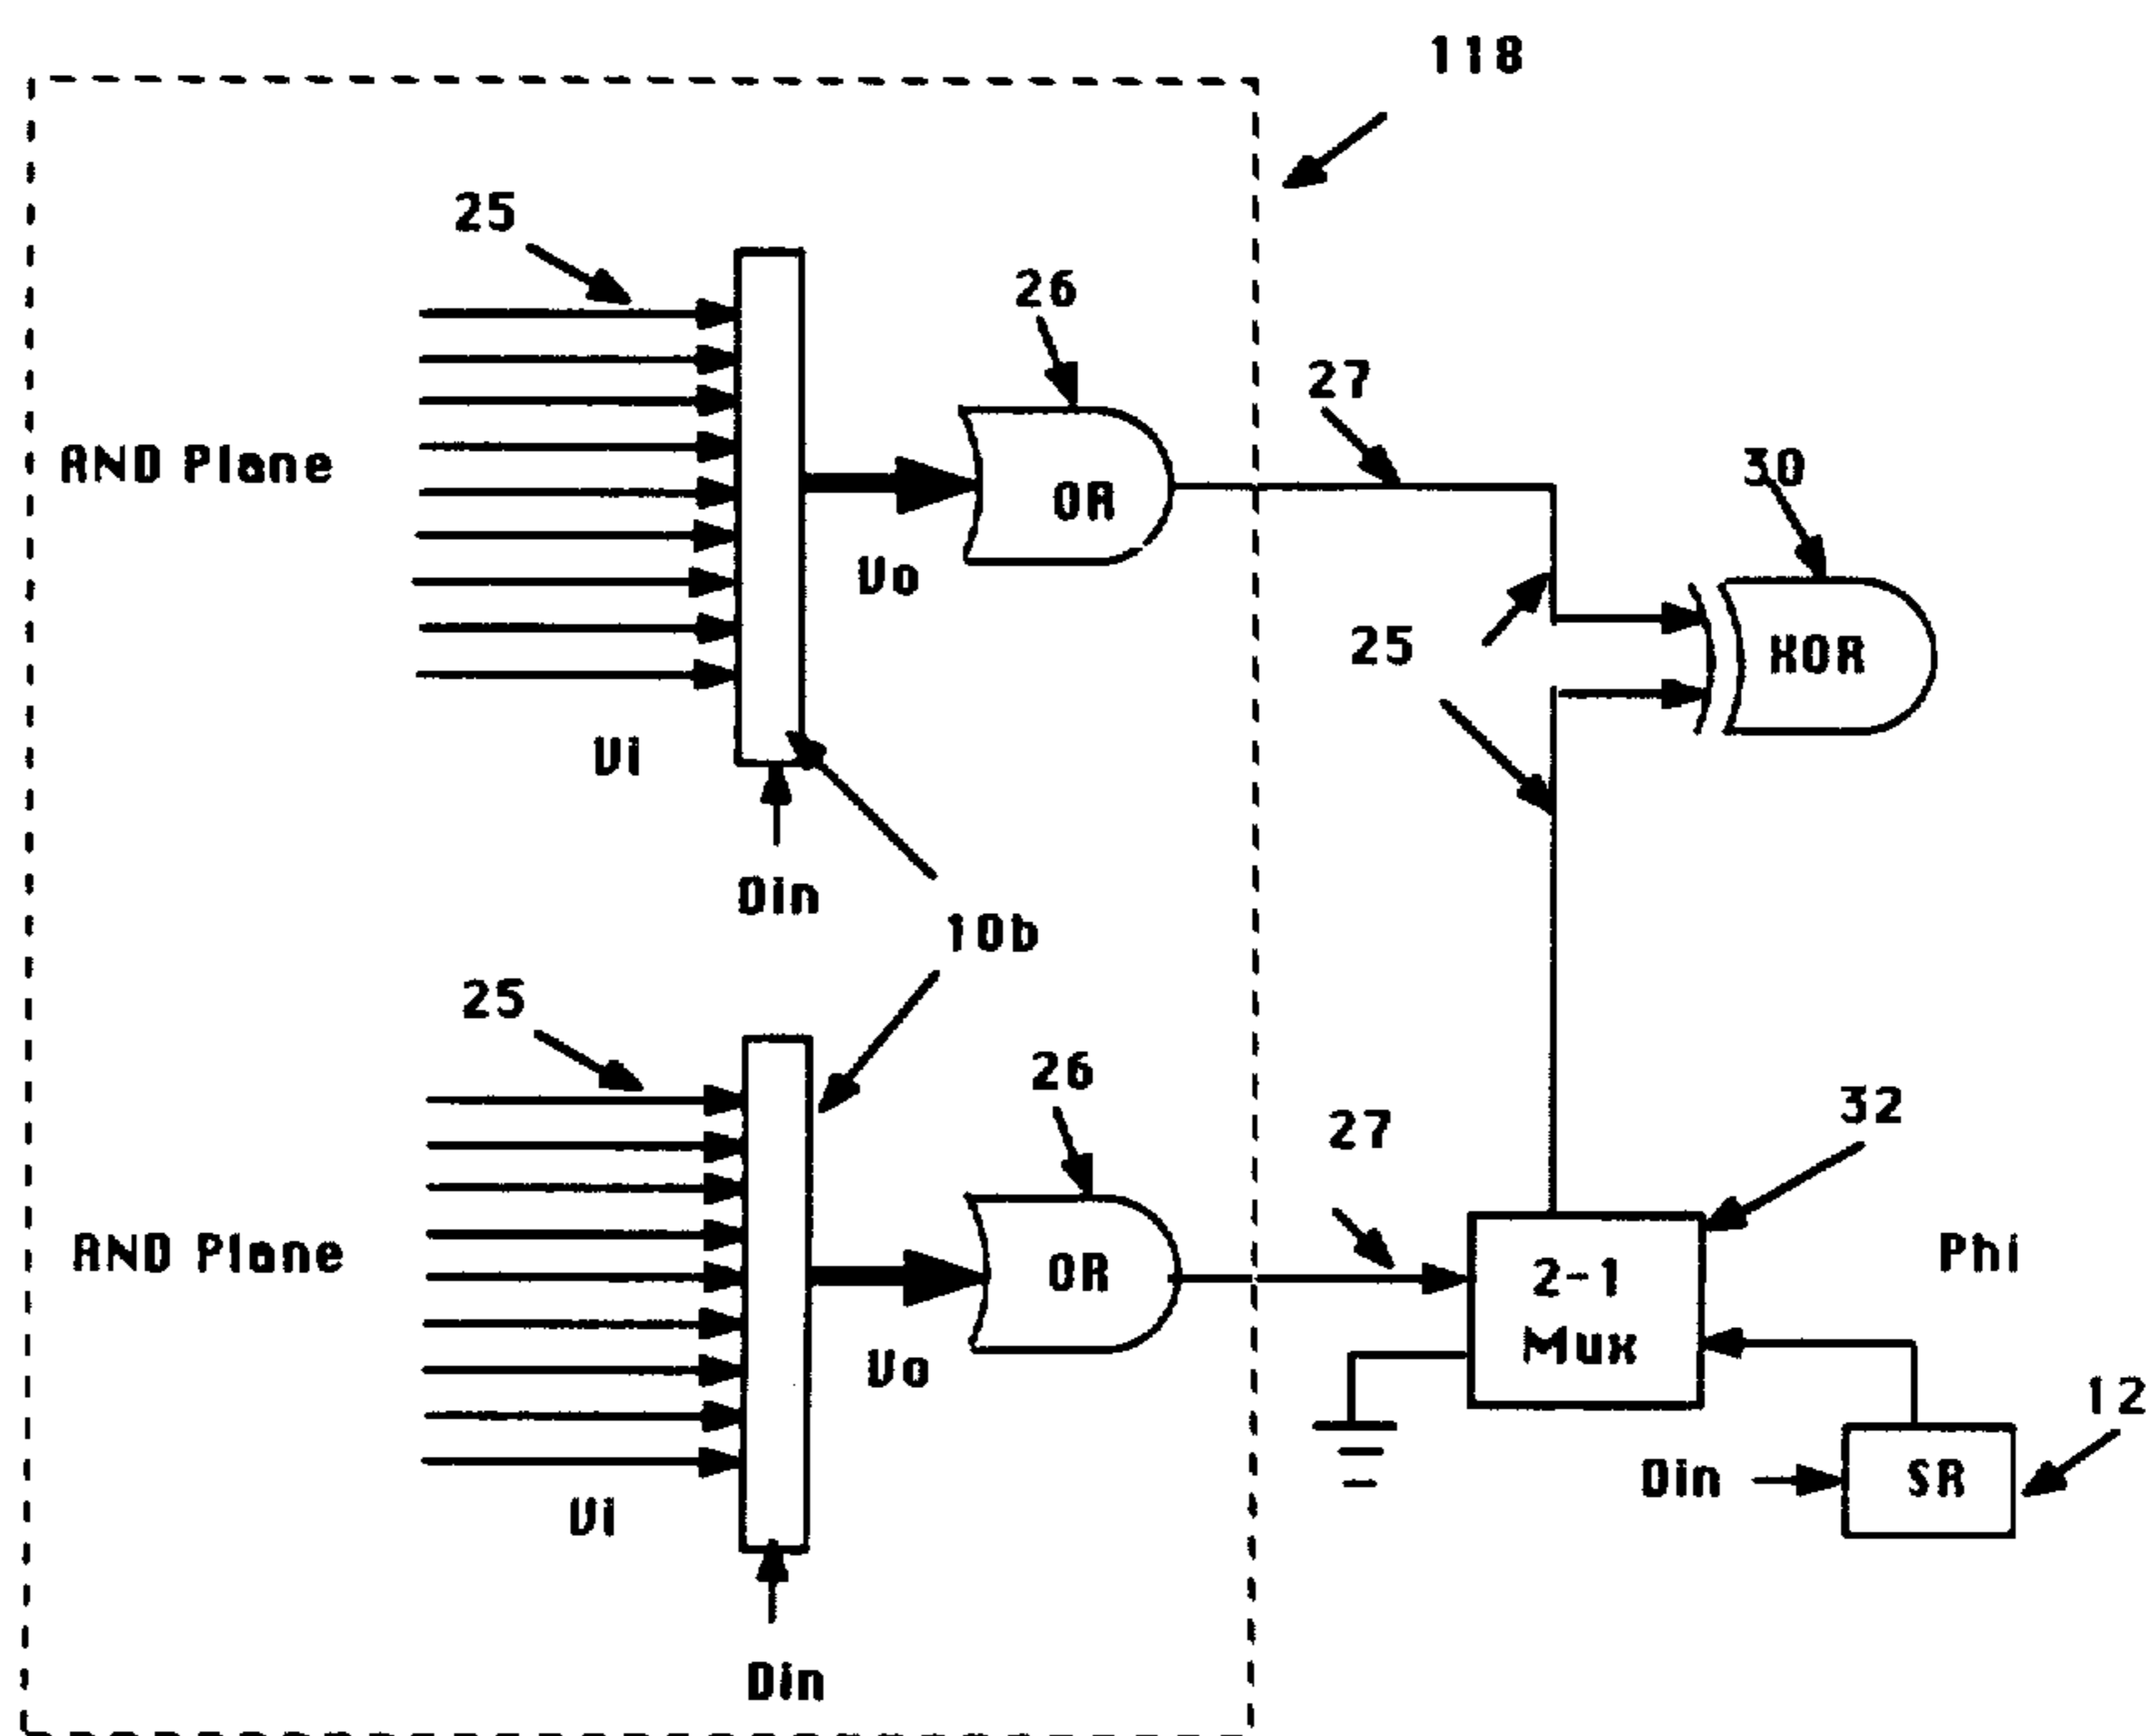 118
25
26
27
AND Plane
30
OR
Vo
25
XOR
Vi
Din
10b
25
26
27
32
AND Plane
OR
2-1
Mux
Phi
Vo
12
Din
SR
Vi
Din